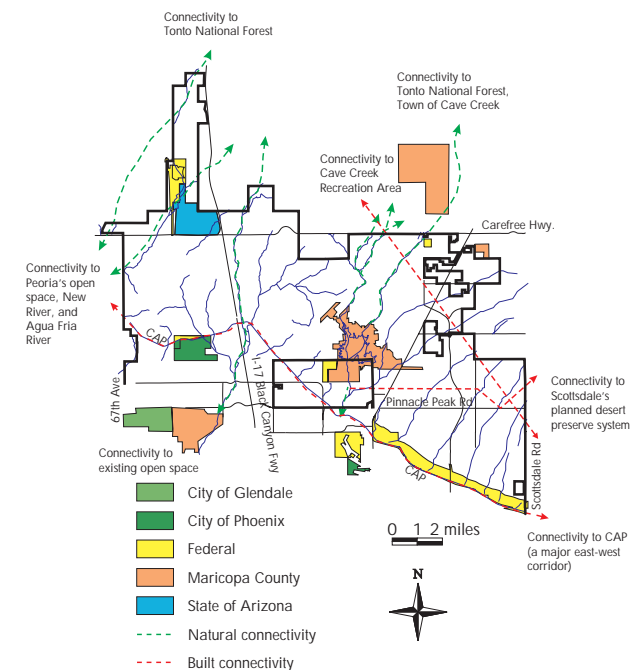 Connectivity to
Tonto National Forest
Connectivity to
Tonto National Forest,
Town of Cave Creek
Connectivity to
Cave Creek
Recreation Area
Carefree Hwy.
Connectivity to
Peoria's open
space, New
River, and
Agua Fria
River
CAP
I-17 Black Canyon Fwy
67th Ave
Pinnacle Peak Rd
Connectivity to
Scottsdale's
planned desert
preserve system
Connectivity to
existing open space
CAP
Scottsdale Rd
City of Glendale
City of Phoenix
Federal
Maricopa County
State of Arizona
Natural connectivity
Built connectivity
0 1 2 miles
Connectivity to CAP
(a major east-west
corridor)
N